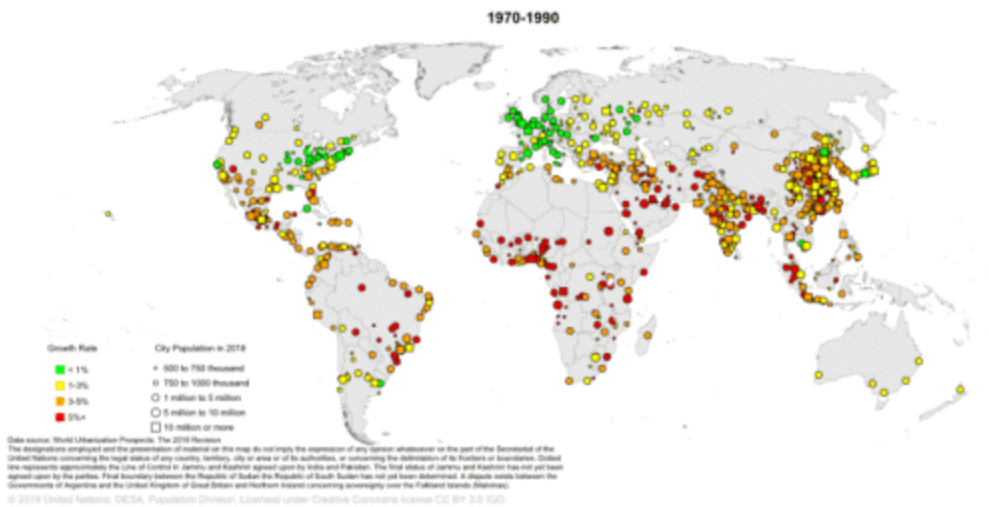 1970-1990
Growth Rate
City Population in 2018
< 1%
1-3%
3-5%
5%+
500 to 750 thousand
750 to 1000 thousand
1 million to 5 million
5 million to 10 million
10 million or more
Data source: World Urbanization Prospects: The 2018 Revision
The designations employed and the presentation of material on this map do not imply the expression of any opinion whatsoever on the part of the Secretariat of the
United Nations concerning the legal status of any country, territory, city or area or of its authorities, or concerning the delimitation of its frontiers or boundaries. Dotted
line represents approximately the Line of Control in Jammu and Kashmir agreed upon by India and Pakistan. The final status of Jammu and Kashmir has not yet been
agreed upon by the parties. Final boundary between the Republic of Sudan the Republic of South Sudan has not yet been determined. A dispute exists between the
Governments of Argentina and the United Kingdom of Great Britain and Northern Ireland concerning sovereignty over the Falkland Islands (Malvinas).
© 2018 United Nations, DESA, Population Division. Licensed under Creative Commons license CC BY 3.0 IGO.